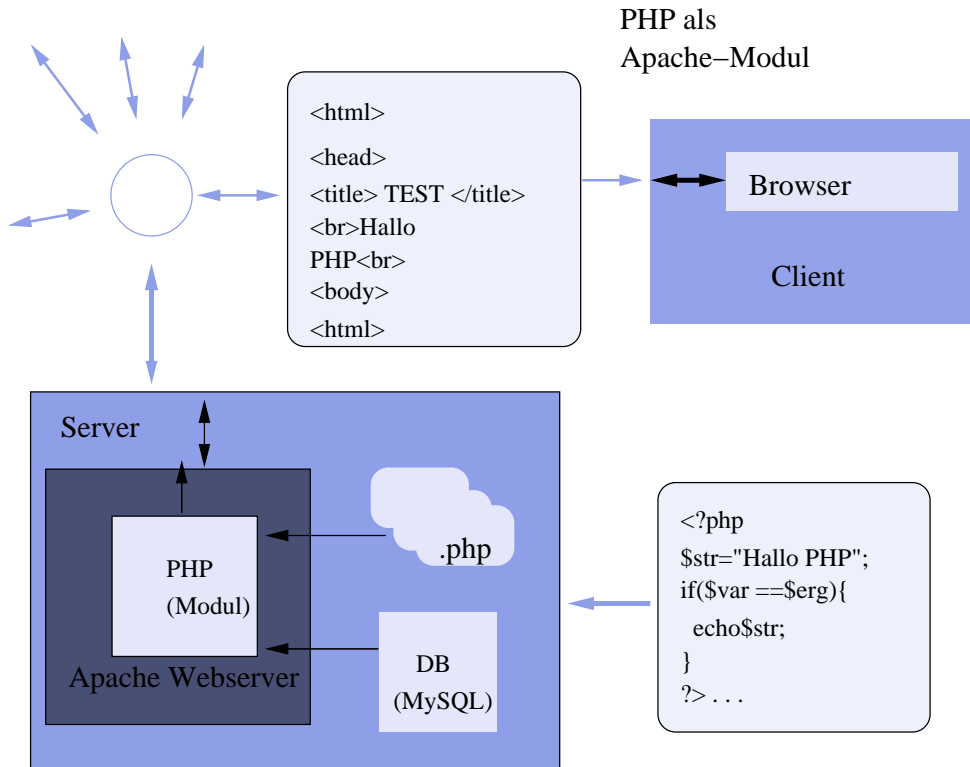 PHP als
Apache–Modul
<html>
<head>
<title> TEST </title>
<br>Hallo
PHP<br>
<body>
<html>
Browser
Client
Server
PHP
(Modul)
Apache Webserver
.php
DB
(MySQL)
<?php
$str="Hallo PHP";
if($var ==$erg){
echo$str;
}
?> . . .